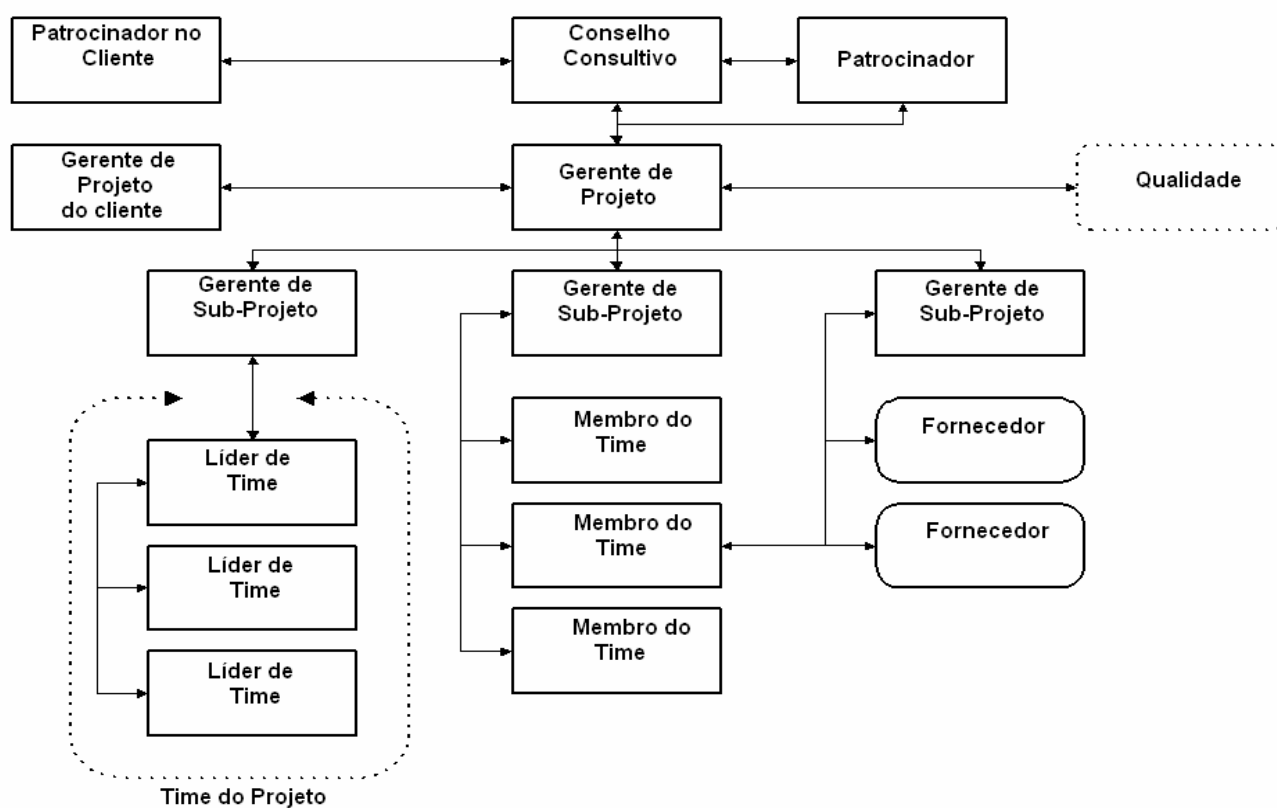 Patrocinador no
Cliente
Conselho
Consultivo
Patrocinador
Gerente de
Projeto
do cliente
Gerente de
Projeto
Qualidade
Gerente de
Sub-Projeto
Gerente de
Sub-Projeto
Gerente de
Sub-Projeto
Líder de
Time
Líder de
Time
Líder de
Time
Time do Projeto
Membro do
Time
Membro do
Time
Membro do
Time
Fornecedor
Fornecedor